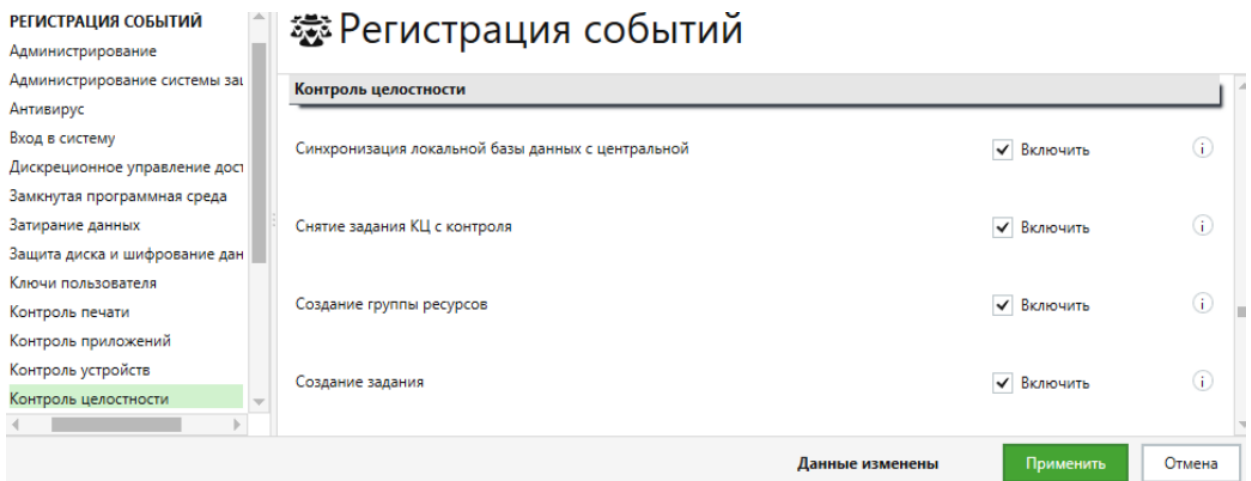 РЕГИСТРАЦИЯ СОБЫТИЙ
Администрирование
Администрирование системы защ
Антивирус
Вход в систему
Дискреционное управление дост
Замкнутая программная среда
Затирание данных
Защита диска и шифрование дан
Ключи пользователя
Контроль печати
Контроль приложений
Контроль устройств
Контроль целостности
Регистрация событий
Контроль целостности
Синхронизация локальной базы данных с центральной Включить
Снятие задания КЦ с контроля Включить
Создание группы ресурсов Включить
Создание задания Включить
Данные изменены Применить Отмена